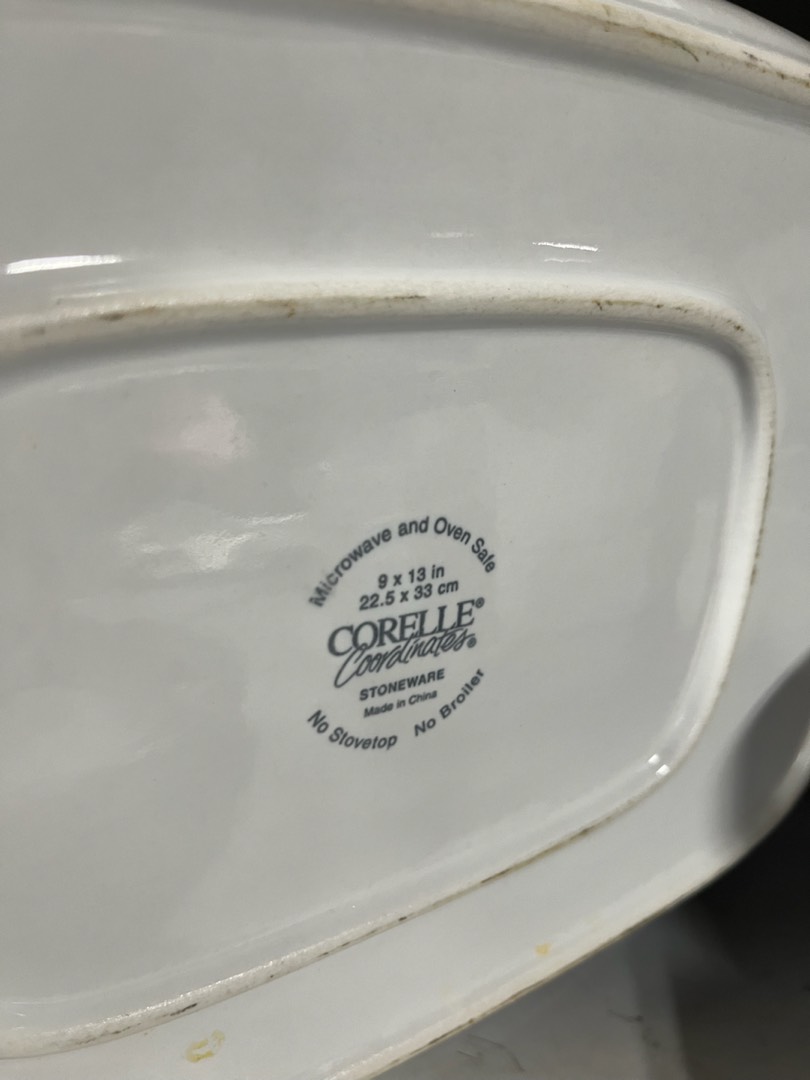 Microwave and Oven Safe
9 x 13 in
22.5 x 33 cm
CORELLE®
Coordinates®
STONEWARE
Made in China
No Stovetop No Broiler